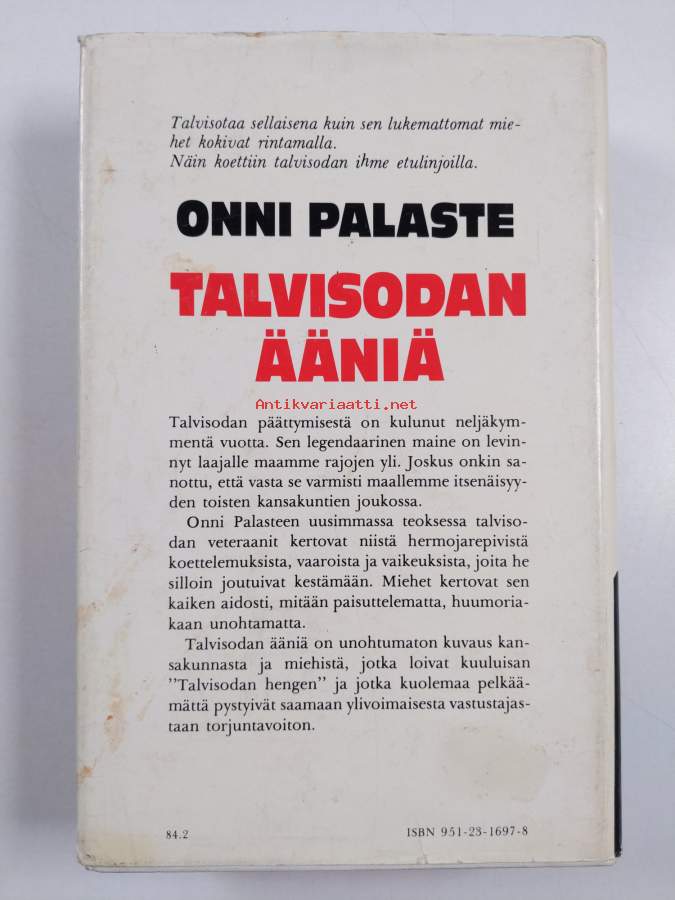 Talvisotaa sellaisena kuin sen lukemattomat mie-
het kokivat rintamalla.
Näin koettiin talvisodan ihme etulinjoilla.
ONNI PALASTE
TALVISODAN
ÄÄNIÄ
Antikvariaatti.net
Talvisodan päättymisestä on kulunut neljäkym-
mentä vuotta. Sen legendaarinen maine on levin-
nyt laajalle maamme rajojen yli. Joskus onkin sa-
nottu, että vasta se varmisti maallemme itsenäisyy-
den toisten kansakuntien joukossa.
Onni Palasteen uusimmassa teoksessa talviso-
dan veteraanit kertovat niistä hermojarepivistä
koettelemuksista, vaaroista ja vaikeuksista, joita he
silloin joutuivat kestämään. Miehet kertovat sen
kaiken aidosti, mitään paisuttelematta, huumoria-
kaan unohtamatta.
Talvisodan ääniä on unohtumaton kuvaus kan-
sakunnasta ja miehistä, jotka loivat kuuluisan
"Talvisodan hengen" ja jotka kuolemaa pelkää-
mättä pystyivät saamaan ylivoimaisesta vastustajas-
taan torjuntavoiton.
84.2
ISBN 951-23-1697-8